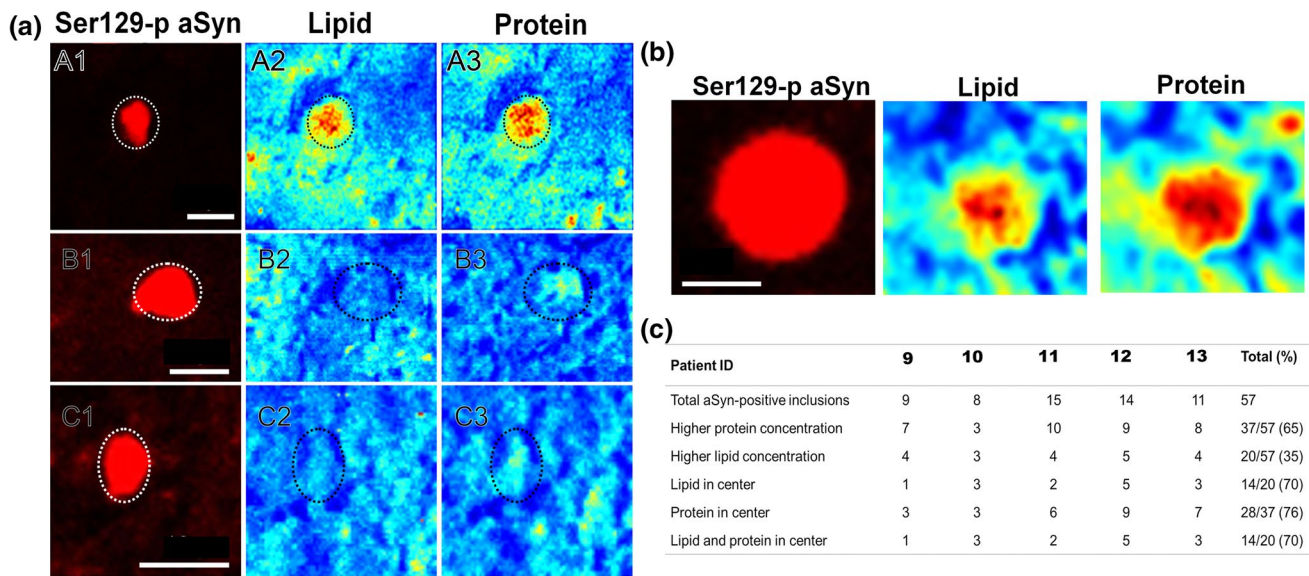 (a) Ser129-p aSyn Lipid Protein
A1 A2 A3
B1 B2 B3
C1 C2 C3
(b)
Ser129-p aSyn Lipid Protein
(c)
Patient ID 9 10 11 12 13 Total (%)
Total aSyn-positive inclusions 9 8 15 14 11 57
Higher protein concentration 7 3 10 9 8 37/57 (65)
Higher lipid concentration 4 3 4 5 4 20/57 (35)
Lipid in center 1 3 2 5 3 14/20 (70)
Protein in center 3 3 6 9 7 28/37 (76)
Lipid and protein in center 1 3 2 5 3 14/20 (70)